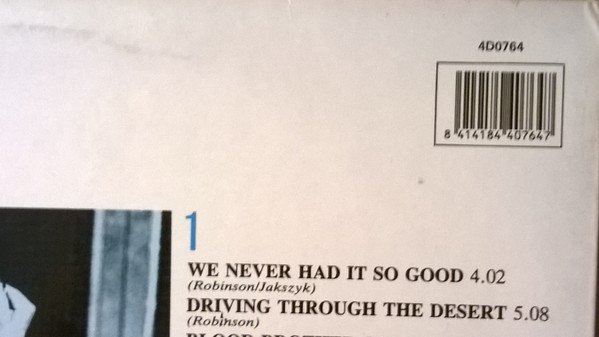 4D0764
8 414184 407647
1
WE NEVER HAD IT SO GOOD 4.02
(Robinson/Jakszyk)
DRIVING THROUGH THE DESERT 5.08
(Robinson)